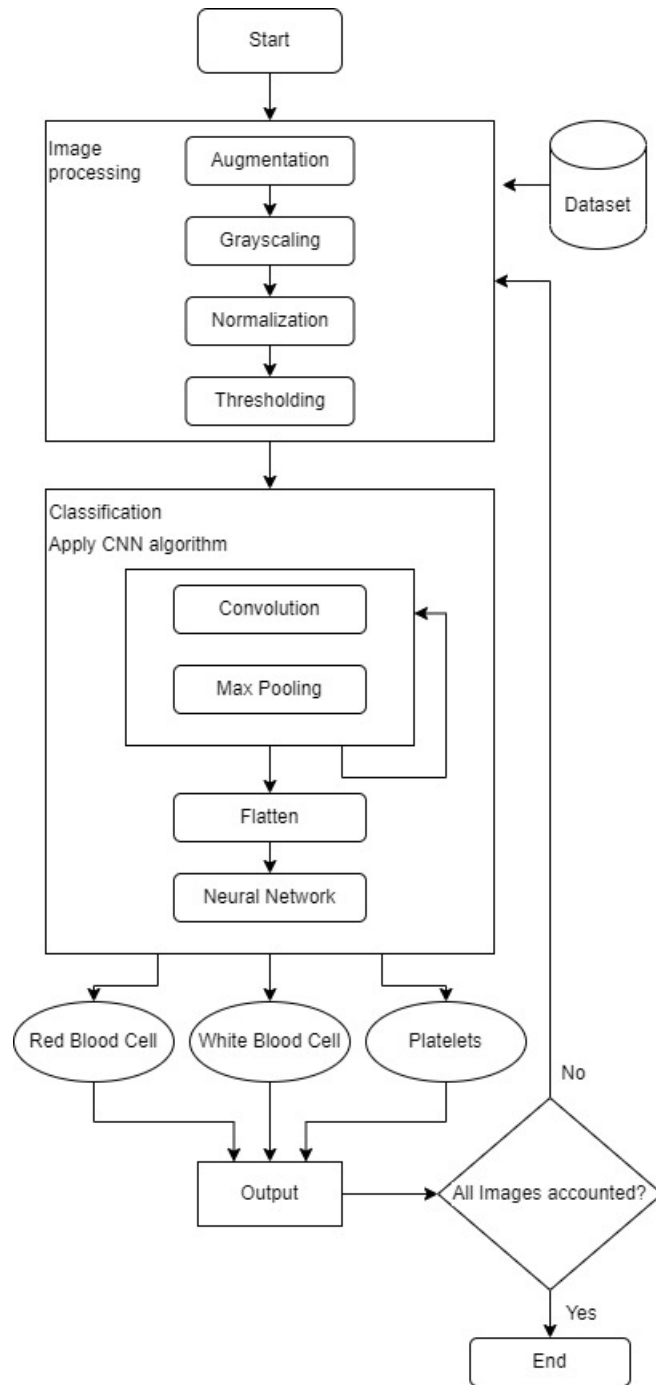 Start
Image
processing
Augmentation
Dataset
Grayscaling
Normalization
Thresholding
Classification
Apply CNN algorithm
Convolution
Max Pooling
Flatten
Neural Network
Red Blood Cell
White Blood Cell
Platelets
No
Output
All Images accounted?
Yes
End